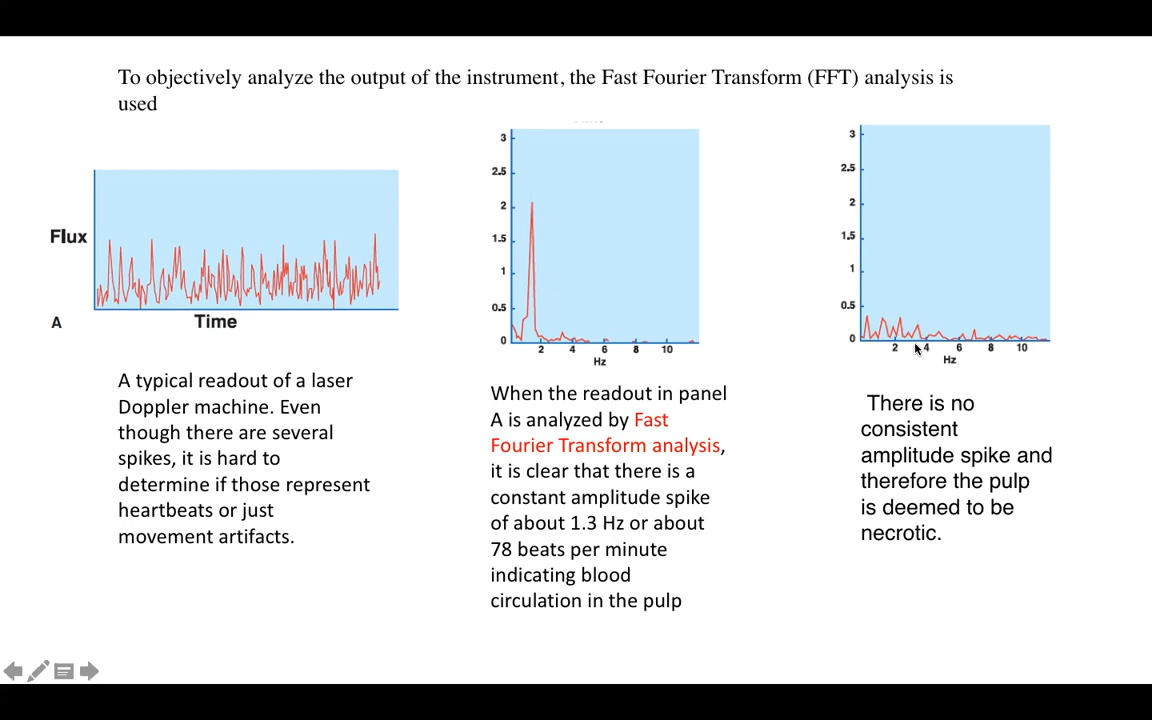 To objectively analyze the output of the instrument, the Fast Fourier Transform (FFT) analysis is
used
Flux
A
Time
A typical readout of a laser
Doppler machine. Even
though there are several
spikes, it is hard to
determine if those represent
heartbeats or just
movement artifacts.
3
2.5
2
1.5
1
0.5
0
2 4 6 8 10
Hz
When the readout in panel
A is analyzed by Fast
Fourier Transform analysis,
it is clear that there is a
constant amplitude spike
of about 1.3 Hz or about
78 beats per minute
indicating blood
circulation in the pulp
3
2.5
2
1.5
1
0.5
0
2 4 6 8 10
Hz
There is no
consistent
amplitude spike and
therefore the pulp
is deemed to be
necrotic.